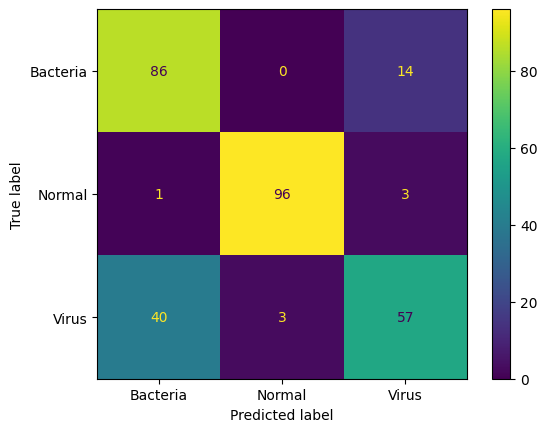 Bacteria 86 0 14
Normal 1 96 3
Virus 40 3 57
Bacteria Normal Virus
Predicted label
True label
80
60
40
20
0